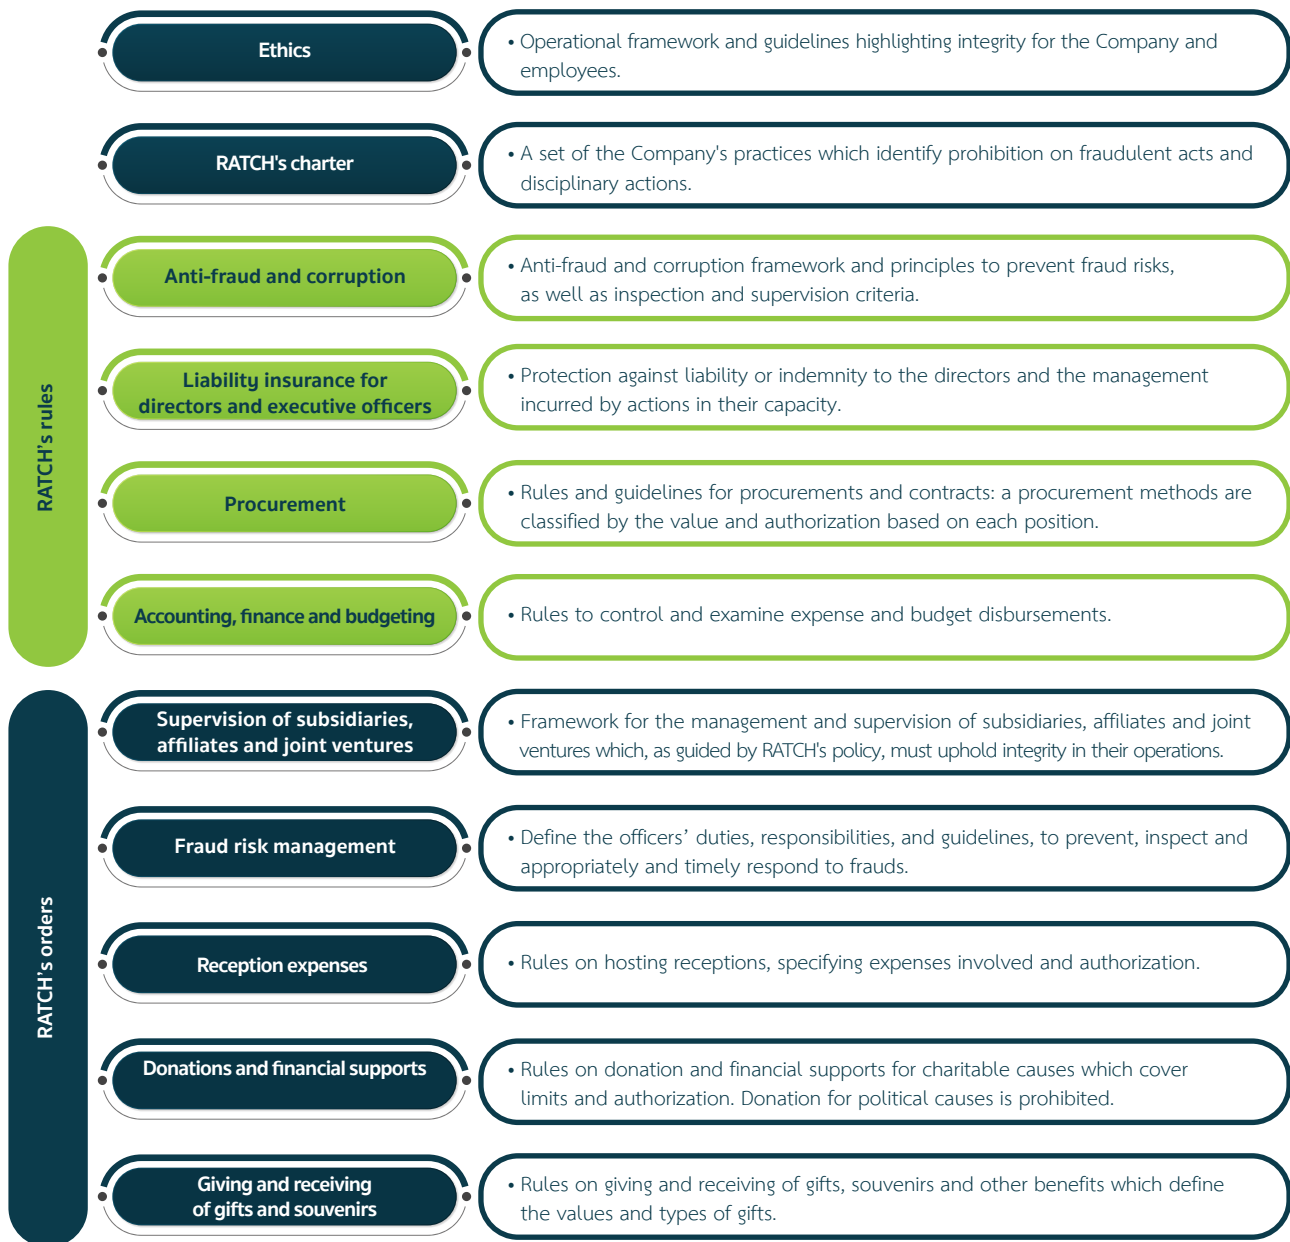 Ethics
• Operational framework and guidelines highlighting integrity for the Company and
employees.
RATCH's charter
• A set of the Company's practices which identify prohibition on fraudulent acts and
disciplinary actions.
RATCH's rules
Anti-fraud and corruption
• Anti-fraud and corruption framework and principles to prevent fraud risks,
as well as inspection and supervision criteria.
Liability insurance for
directors and executive officers
• Protection against liability or indemnity to the directors and the management
incurred by actions in their capacity.
Procurement
• Rules and guidelines for procurements and contracts: a procurement methods are
classified by the value and authorization based on each position.
Accounting, finance and budgeting
• Rules to control and examine expense and budget disbursements.
RATCH's orders
Supervision of subsidiaries,
affiliates and joint ventures
• Framework for the management and supervision of subsidiaries, affiliates and joint
ventures which, as guided by RATCH's policy, must uphold integrity in their operations.
Fraud risk management
• Define the officers’ duties, responsibilities, and guidelines, to prevent, inspect and
appropriately and timely respond to frauds.
Reception expenses
• Rules on hosting receptions, specifying expenses involved and authorization.
Donations and financial supports
• Rules on donation and financial supports for charitable causes which cover
limits and authorization. Donation for political causes is prohibited.
Giving and receiving
of gifts and souvenirs
• Rules on giving and receiving of gifts, souvenirs and other benefits which define
the values and types of gifts.